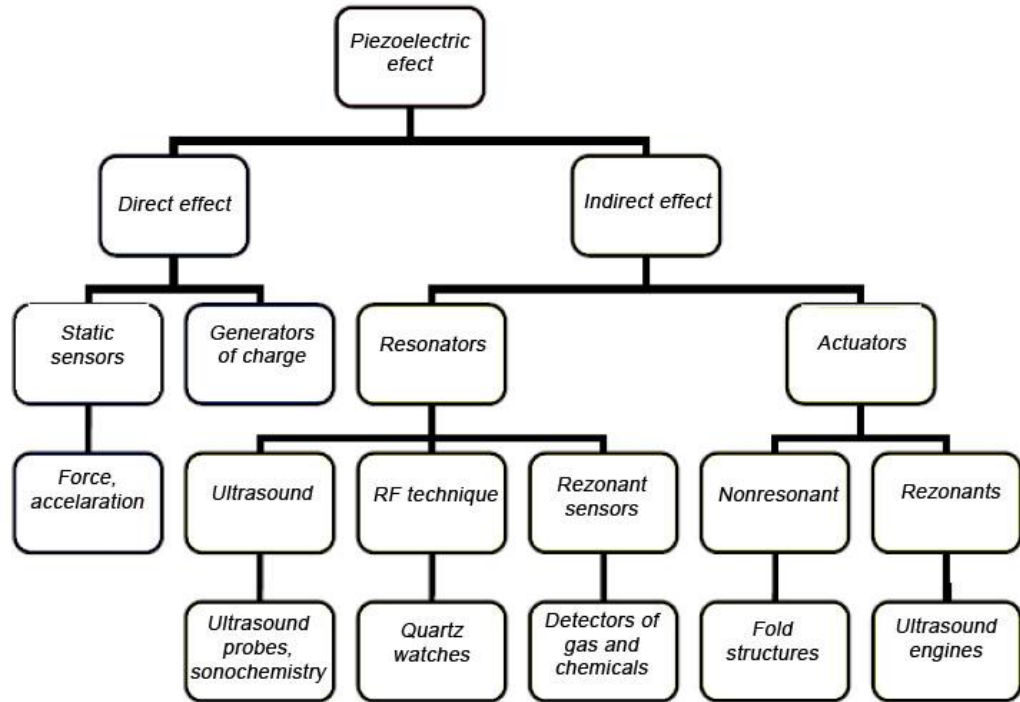 Piezoelectric
efect
Direct effect
Indirect effect
Static
sensors
Generators
of charge
Resonators
Actuators
Force,
accelaration
Ultrasound
RF technique
Rezonant
sensors
Nonresonant
Rezonants
Ultrasound
probes,
sonochemistry
Quartz
watches
Detectors of
gas and
chemicals
Fold
structures
Ultrasound
engines